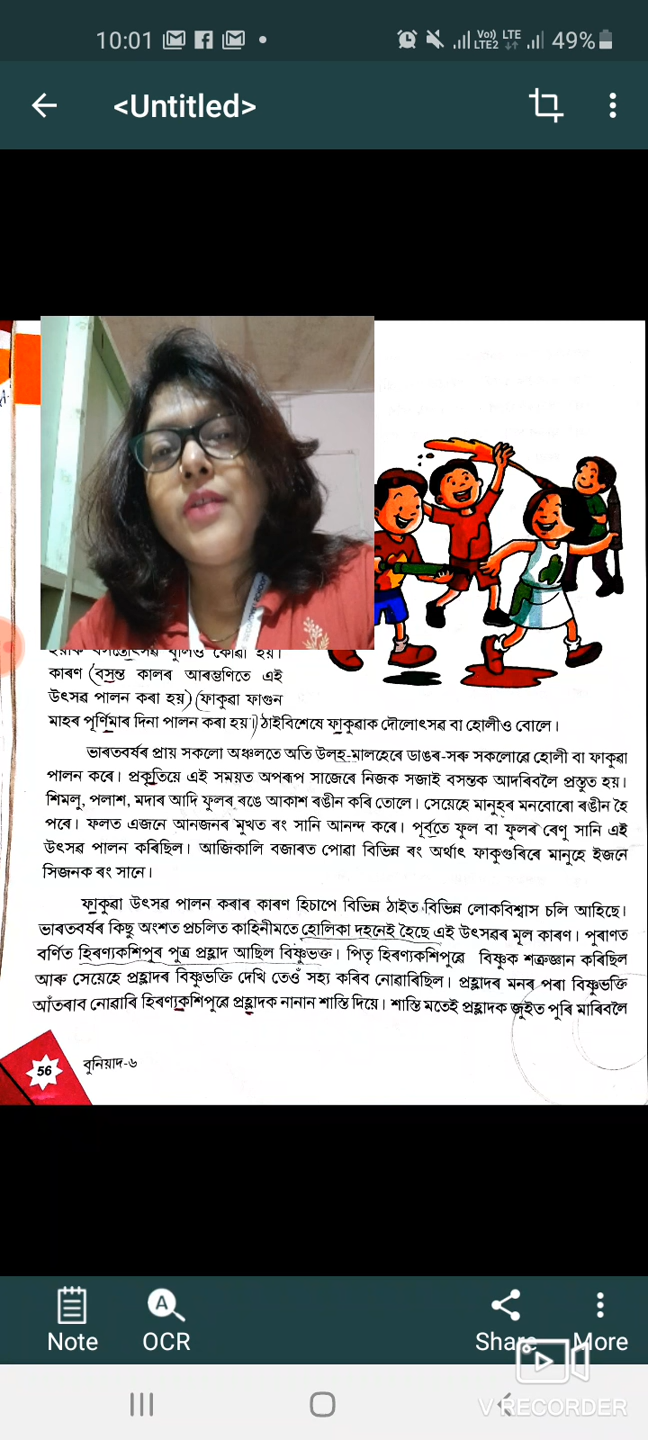 10:01
Vo)) LTE
LTE2
49%
<Untitled>
কাৰণ (বসন্ত কালৰ আৰম্ভণিতে এই
উৎসৱ পালন কৰা হয়) (ফাকুৱা ফাগুন
মাহৰ পূৰ্ণিমাৰ দিনা পালন কৰা হয়।) ঠাইবিশেষে ফাকুৱাক দৌলোৎসৱ বা হোলীও বোলে।
ভাৰতবৰ্ষৰ প্ৰায় সকলো অঞ্চলতে অতি উলহ-মালহেৰে ডাঙৰ-সৰু সকলোৱে হোলী বা ফাকুৱা
পালন কৰে। প্ৰকৃতিয়ে এই সময়ত অপৰূপ সাজেৰে নিজক সজাই বসন্তক আদৰিবলৈ প্ৰস্তুত হয়।
শিমলু, পলাশ, মদাৰ আদি ফুলৰ ৰঙে আকাশ ৰঙীন কৰি তোলে। সেয়েহে মানুহৰ মনবোৰো ৰঙীন হৈ
পৰে। ফলত এজনে আনজনৰ মুখত ৰং সানি আনন্দ কৰে। পূৰ্বতে ফুল বা ফুলৰ ৰেণু সানি এই
উৎসৱ পালন কৰিছিল। আজিকালি বজাৰত পোৱা বিভিন্ন ৰং অৰ্থাৎ ফাকুগুৰিৰে মানুহে ইজনে
সিজনক ৰং সানে।
ফাকুৱা উৎসৱ পালন কৰাৰ কাৰণ হিচাপে বিভিন্ন ঠাইত বিভিন্ন লোকবিশ্বাস চলি আহিছে।
ভাৰতবৰ্ষৰ কিছু অংশত প্ৰচলিত কাহিনীমতে হোলিকা দহনেই হৈছে এই উৎসৱৰ মূল কাৰণ। পুৰাণত
বৰ্ণিত হিৰণ্যকশিপুৰ পুত্ৰ প্ৰহ্লাদ আছিল বিষ্ণুভক্ত। পিতৃ হিৰণ্যকশিপুৱে বিষ্ণুক শত্ৰুজ্ঞান কৰিছিল
আৰু সেয়েহে প্ৰহ্লাদৰ বিষ্ণুভক্তি দেখি তেওঁ সহ্য কৰিব নোৱাৰিছিল। প্ৰহ্লাদৰ মনৰ পৰা বিষ্ণুভক্তি
আঁতৰাব নোৱাৰি হিৰণ্যকশিপুৱে প্ৰহ্লাদক নানান শাস্তি দিয়ে। শাস্তি মতেই প্ৰহ্লাদক জুইত পুৰি মাৰিবলৈ
56
বুনিয়াদ-৬
A
Note
OCR
Share
More
V RECORDER